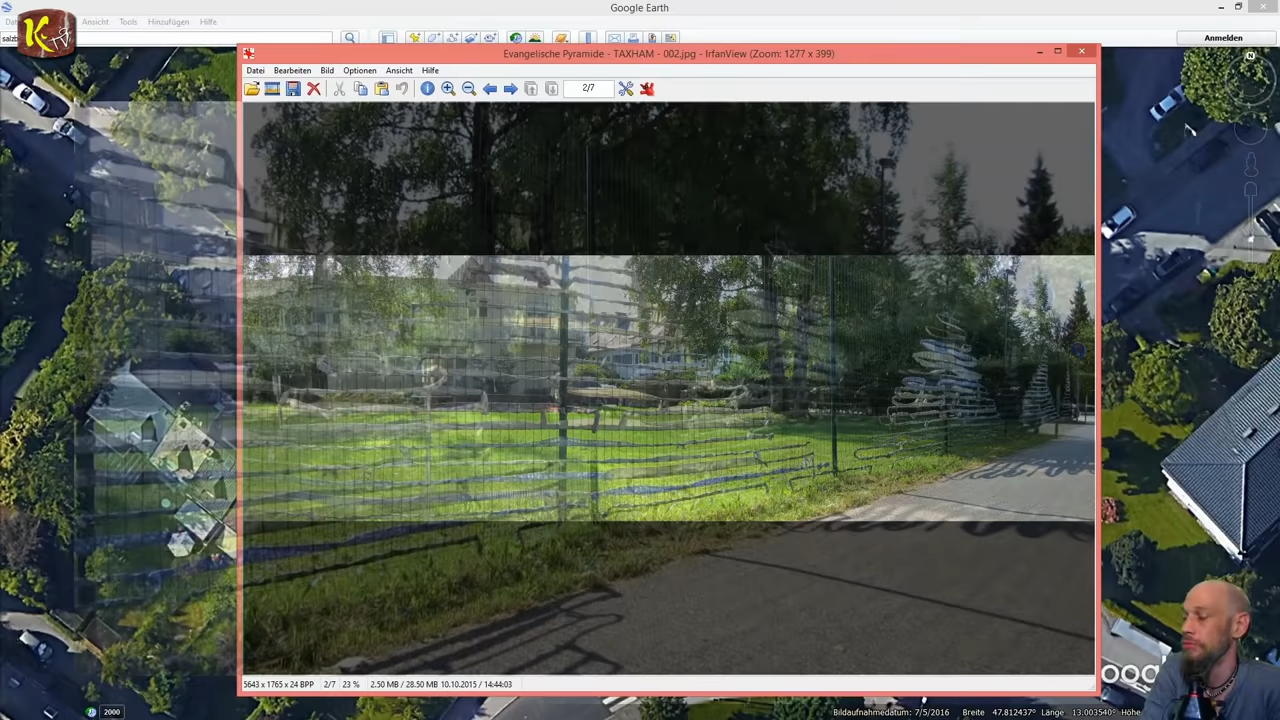 Google Earth
Ansicht Tools Hinzufügen Hilfe
K TV
salzb
Anmelden
Evangelische Pyramide - TAXHAM - 002.jpg - IrfanView (Zoom: 1277 x 399)
Datei Bearbeiten Bild Optionen Ansicht Hilfe
2/7
N
5643 x 1765 x 24 BPP 2/7 23 % 2.50 MB / 28.50 MB 10.10.2015 / 14:44:03
2000
Bildaufnahmedatum: 7/5/2016 Breite 47.812437° Länge 13.003540° Höhe